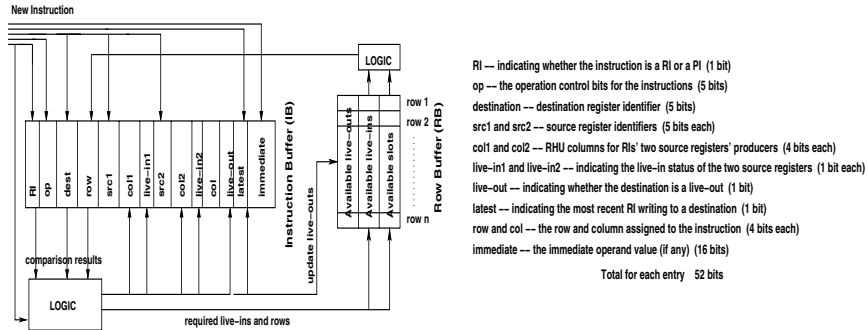 New Instruction
LOGIC
RI
op
dest
row
src1
col1
live-in1
src2
col2
live-in2
col
live-out
latest
immediate
Instruction Buffer (IB)
update live-outs
Available live-outs
Available live-ins
Available slots
row 1
row 2
row n
Row Buffer (RB)
comparison results
LOGIC
required live-ins and rows
RI -- indicating whether the instruction is a RI or a PI (1 bit)
op -- the operation control bits for the instructions (5 bits)
destination -- destination register identifier (5 bits)
src1 and src2 -- source register identifiers (5 bits each)
col1 and col2 -- RHU columns for RIs' two source registers' producers (4 bits each)
live-in1 and live-in2 -- indicating the live-in status of the two source registers (1 bit each)
live-out -- indicating whether the destination is a live-out (1 bit)
latest -- indicating the most recent RI writing to a destination (1 bit)
row and col -- the row and column assigned to the instruction (4 bits each)
immediate -- the immediate operand value (if any) (16 bits)
Total for each entry 52 bits